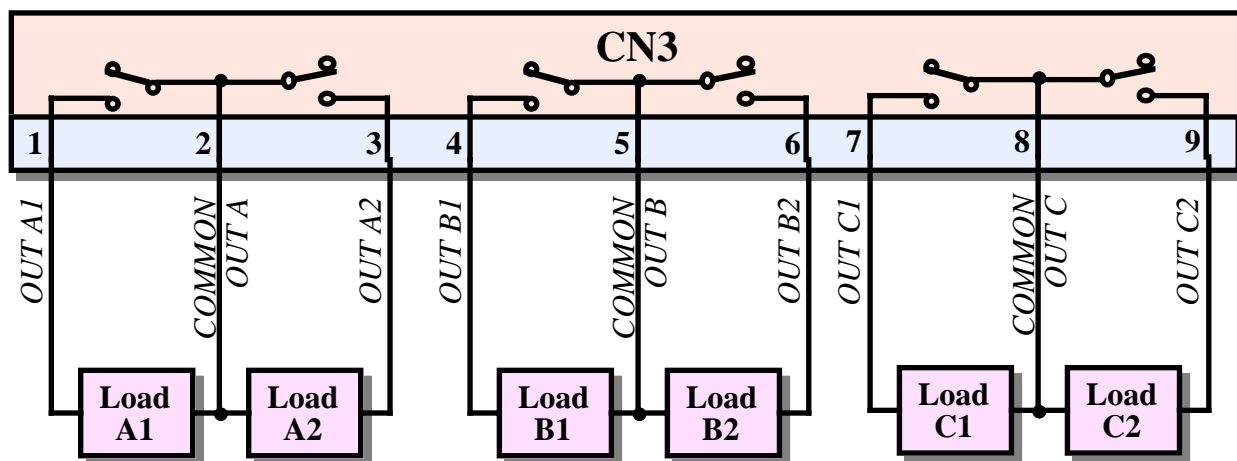 CN3
1 2 3 4 5 6 7 8 9
OUT A1
COMMON
OUT A
OUT A2
OUT B1
COMMON
OUT B
OUT B2
OUT C1
COMMON
OUT C
OUT C2
Load
A1
Load
A2
Load
B1
Load
B2
Load
C1
Load
C2